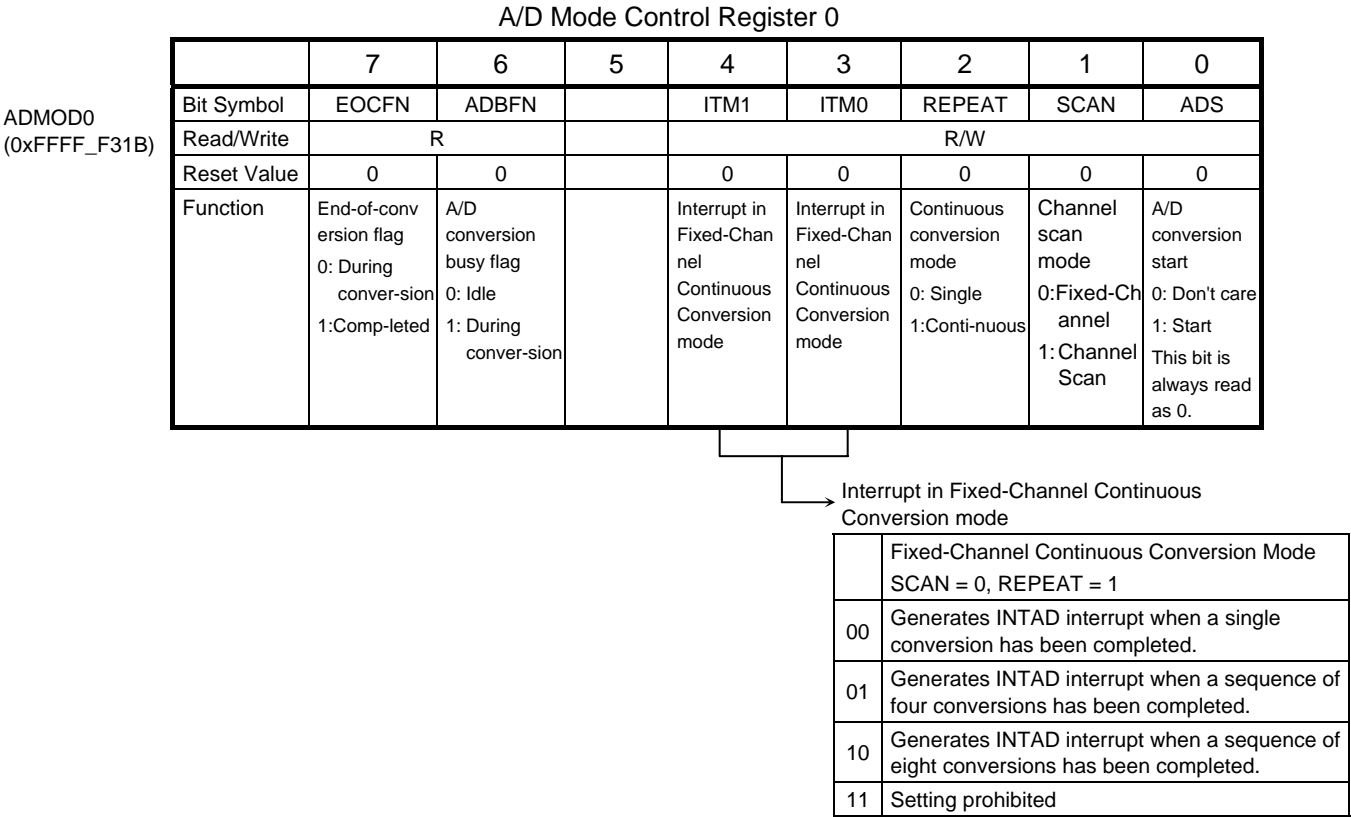 A/D Mode Control Register 0
7 6 5 4 3 2 1 0
ADMOD0
(0xFFFF_F31B)
Bit Symbol EOCFN ADBFN ITM1 ITM0 REPEAT SCAN ADS
Read/Write R R/W
Reset Value 0 0 0 0 0 0 0
Function
End-of-conv
ersion flag
0: During
conver-sion
1:Comp-leted
A/D
conversion
busy flag
0: Idle
1: During
conver-sion
Interrupt in
Fixed-Chan
nel
Continuous
Conversion
mode
Interrupt in
Fixed-Chan
nel
Continuous
Conversion
mode
Continuous
conversion
mode
0: Single
1:Conti-nuous
Channel
scan
mode
0:Fixed-Ch
annel
1: Channel
Scan
A/D
conversion
start
0: Don't care
1: Start
This bit is
always read
as 0.
Interrupt in Fixed-Channel Continuous
Conversion mode
Fixed-Channel Continuous Conversion Mode
SCAN = 0, REPEAT = 1
00 Generates INTAD interrupt when a single
conversion has been completed.
01 Generates INTAD interrupt when a sequence of
four conversions has been completed.
10 Generates INTAD interrupt when a sequence of
eight conversions has been completed.
11 Setting prohibited